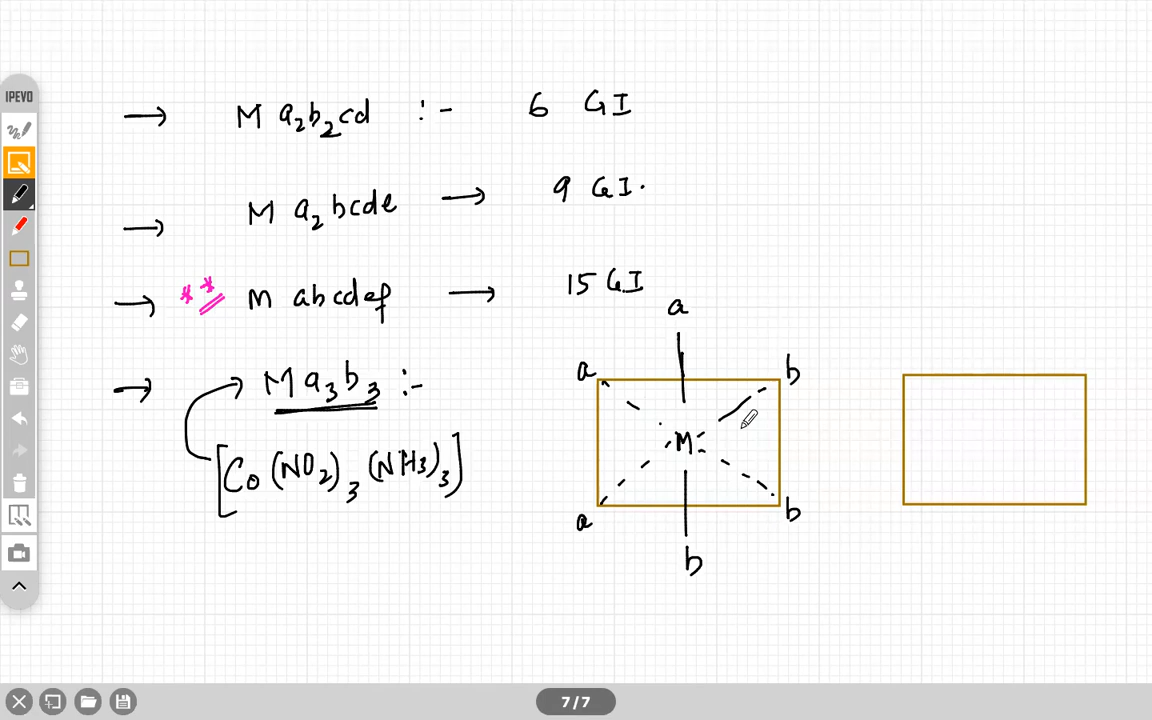 IPEVO
→ M a₂b₂cd :- 6 GI
→ M a₂bcde → 9 GI.
→ ** M abcdef → 15 GI
→ Ma₃b₃ :-
[Co(NO₂)₃(NH₃)₃]
a
a b
M
a b
b
7/7